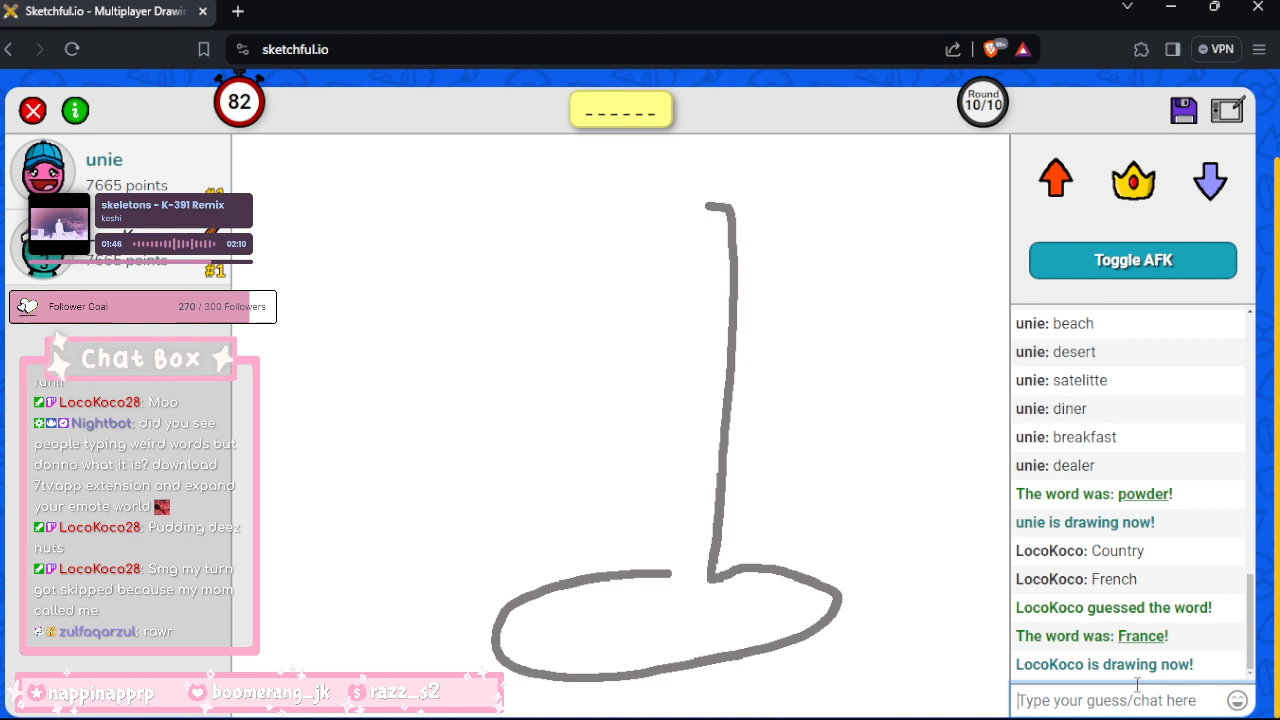 Sketchful.io - Multiplayer Drawi
sketchful.io
VPN
82
_ _ _ _ _ _
Round
10/10
unie
7665 points
#1
skeletons - K-391 Remix
keshi
01:46
02:10
7665 points
#1
Follower Goal
270 / 300 Followers
Chat Box
LocoKoco28: Moo
Nightbot: did you see
people typing weird words but
donno what it is? download
7tv.app extension and expand
your emote world
LocoKoco28: Pudding deez
nuts
LocoKoco28: Smg my turn
got skipped because my mom
called me
zulfaqarzul: rawr
nappinapprp
boomerang_jk
razz_s2
Toggle AFK
unie: beach
unie: desert
unie: satelitte
unie: diner
unie: breakfast
unie: dealer
The word was: powder!
unie is drawing now!
LocoKoco: Country
LocoKoco: French
LocoKoco guessed the word!
The word was: France!
LocoKoco is drawing now!
Type your guess/chat here